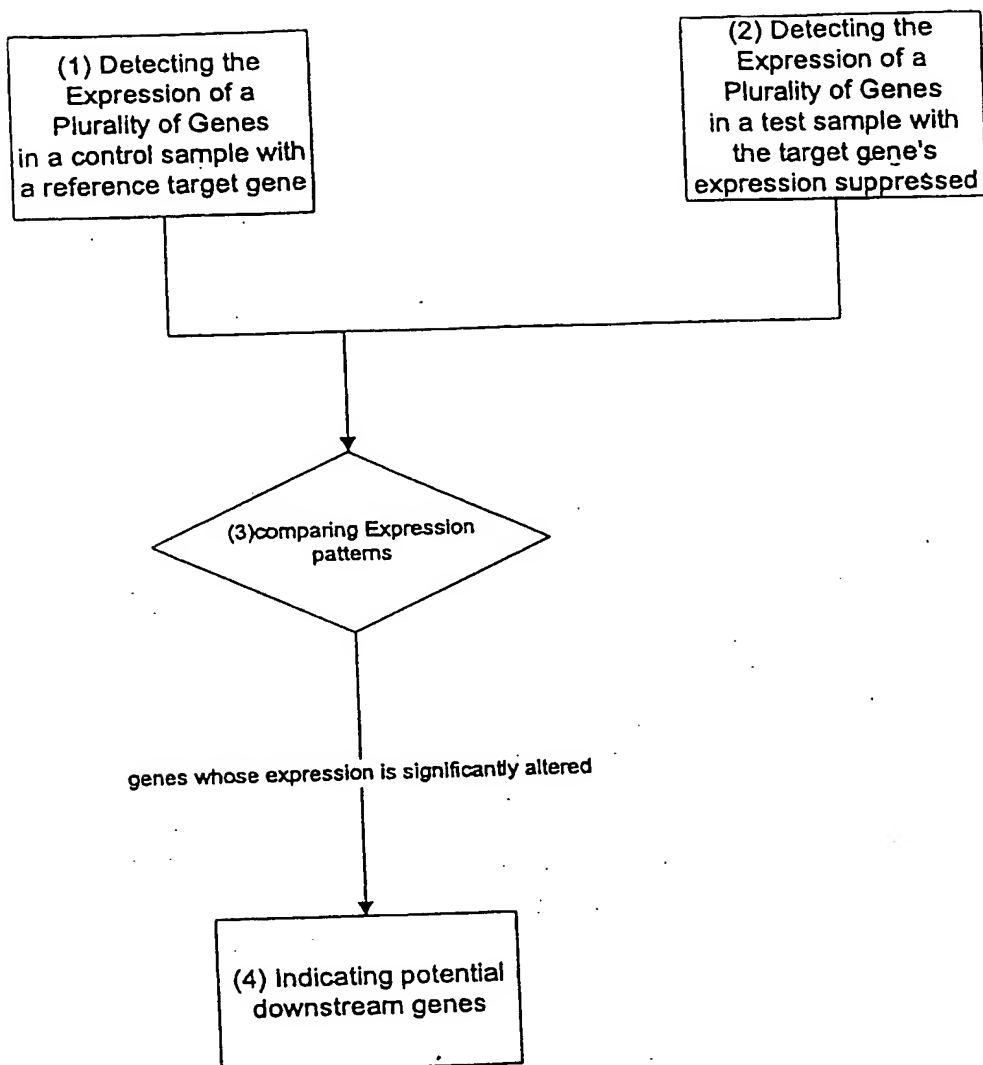 (1) Detecting the
Expression of a
Plurality of Genes
in a control sample with
a reference target gene
(2) Detecting the
Expression of a
Plurality of Genes
in a test sample with
the target gene's
expression suppressed
(3)comparing Expression
patterns
genes whose expression is significantly altered
(4) Indicating potential
downstream genes